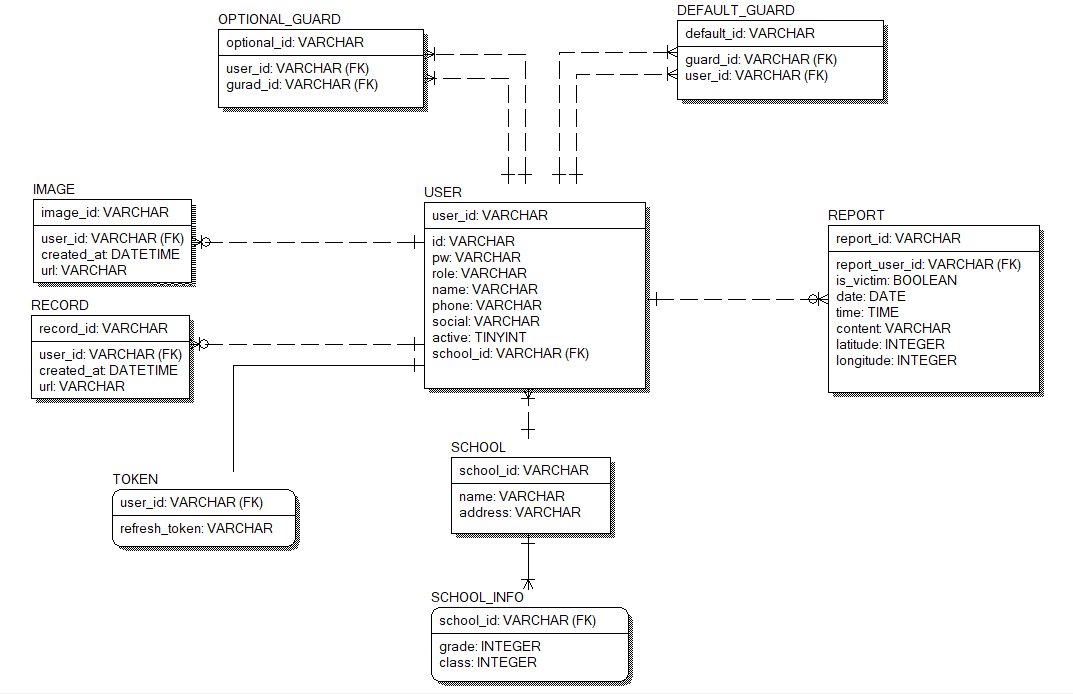 OPTIONAL_GUARD
optional_id: VARCHAR
user_id: VARCHAR (FK)
gurad_id: VARCHAR (FK)
DEFAULT_GUARD
default_id: VARCHAR
guard_id: VARCHAR (FK)
user_id: VARCHAR (FK)
IMAGE
image_id: VARCHAR
user_id: VARCHAR (FK)
created_at: DATETIME
url: VARCHAR
USER
user_id: VARCHAR
id: VARCHAR
pw: VARCHAR
role: VARCHAR
name: VARCHAR
phone: VARCHAR
social: VARCHAR
active: TINYINT
school_id: VARCHAR (FK)
REPORT
report_id: VARCHAR
report_user_id: VARCHAR (FK)
is_victim: BOOLEAN
date: DATE
time: TIME
content: VARCHAR
latitude: INTEGER
longitude: INTEGER
RECORD
record_id: VARCHAR
user_id: VARCHAR (FK)
created_at: DATETIME
url: VARCHAR
TOKEN
user_id: VARCHAR (FK)
refresh_token: VARCHAR
SCHOOL
school_id: VARCHAR
name: VARCHAR
address: VARCHAR
SCHOOL_INFO
school_id: VARCHAR (FK)
grade: INTEGER
class: INTEGER